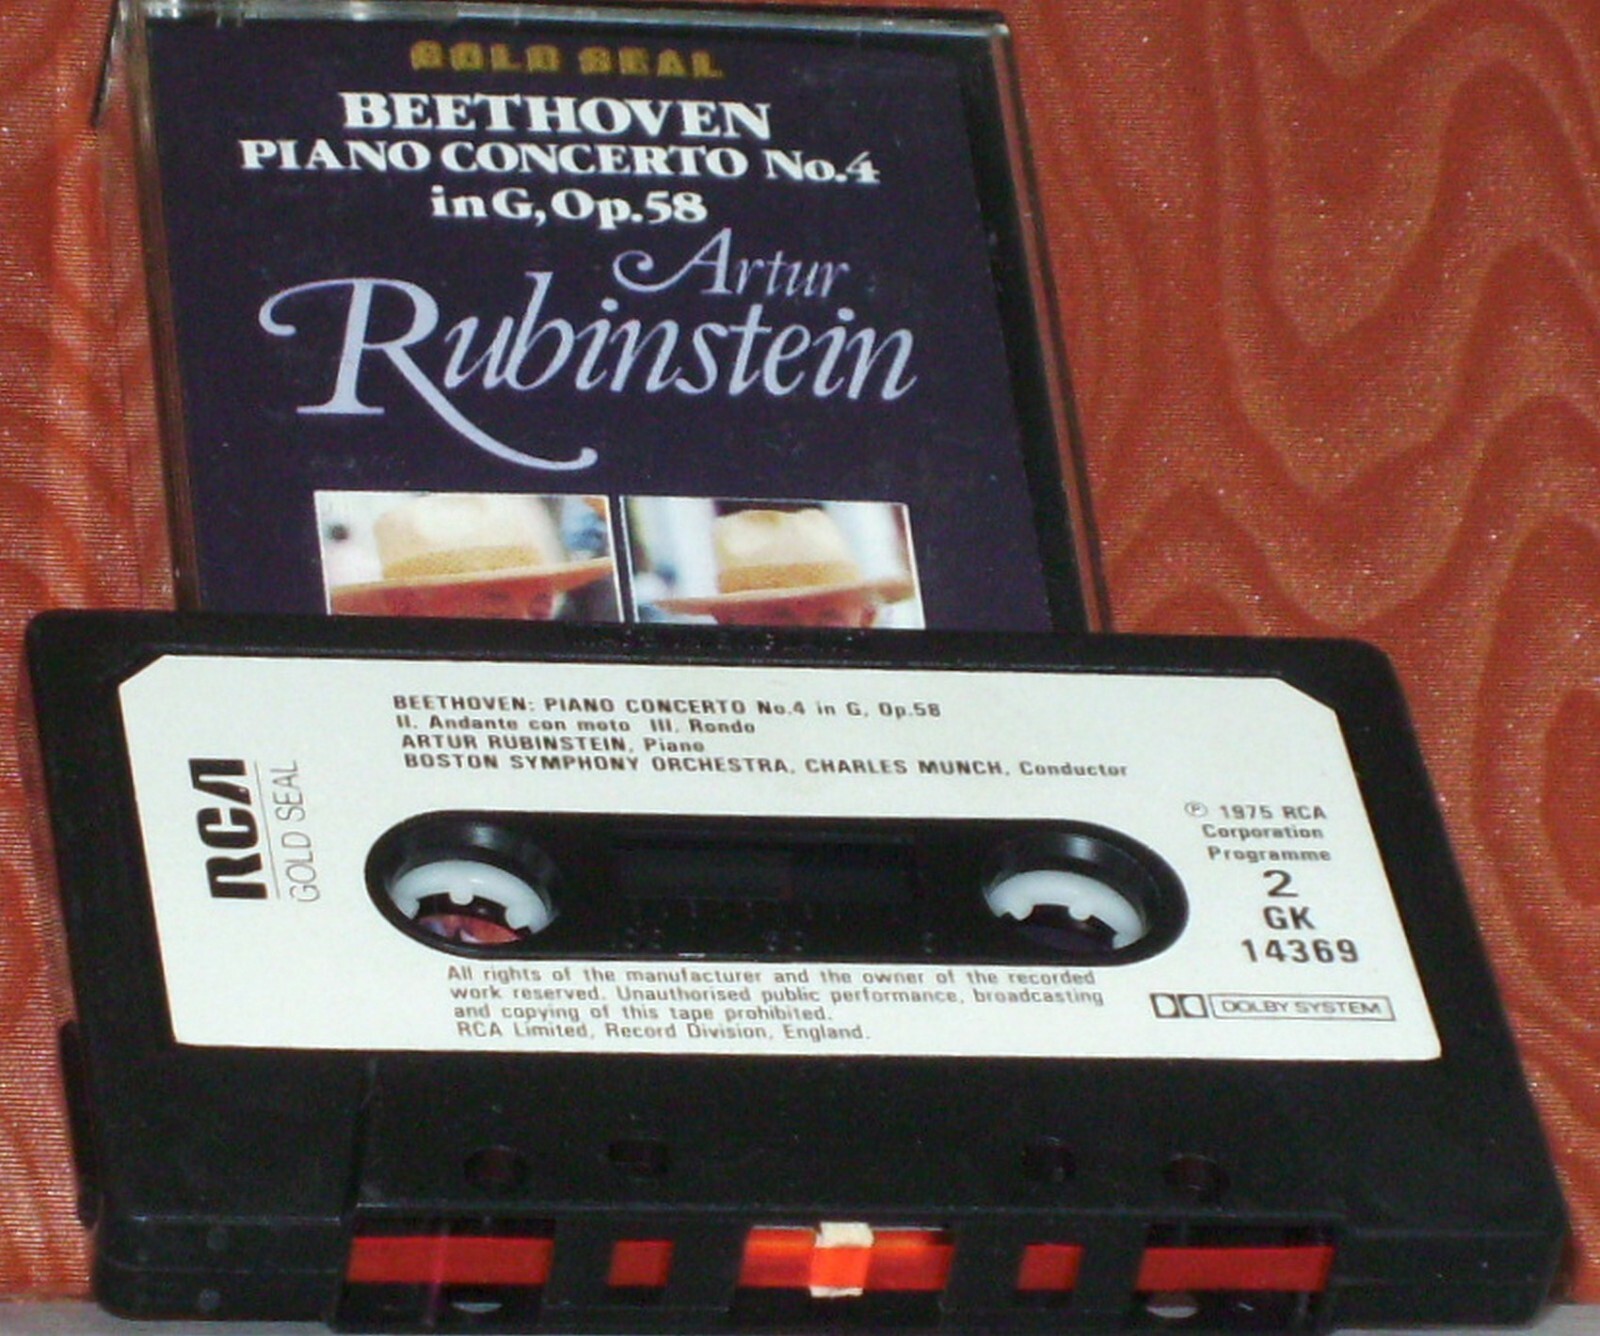 GOLD SEAL
BEETHOVEN
PIANO CONCERTO No.4
in G, Op.58
Artur
Rubinstein
BEETHOVEN: PIANO CONCERTO No.4 in G, Op.58
II. Andante con moto III. Rondo
ARTUR RUBINSTEIN, Piano
BOSTON SYMPHONY ORCHESTRA, CHARLES MUNCH, Conductor
RCA
GOLD SEAL
℗ 1975 RCA
Corporation
Programme
2
GK
14369
All rights of the manufacturer and the owner of the recorded
work reserved. Unauthorised public performance, broadcasting
and copying of this tape prohibited.
RCA Limited, Record Division, England.
DOLBY SYSTEM